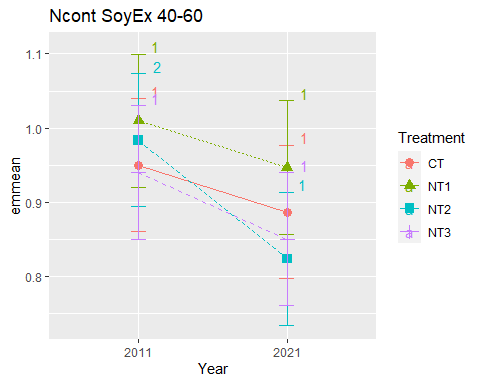 Ncont SoyEx 40-60
1.1
1.0
0.9
0.8
emmean
1
2
1
1
1
1
1
1
2011
2021
Year
Treatment
a CT
a NT1
a NT2
a NT3